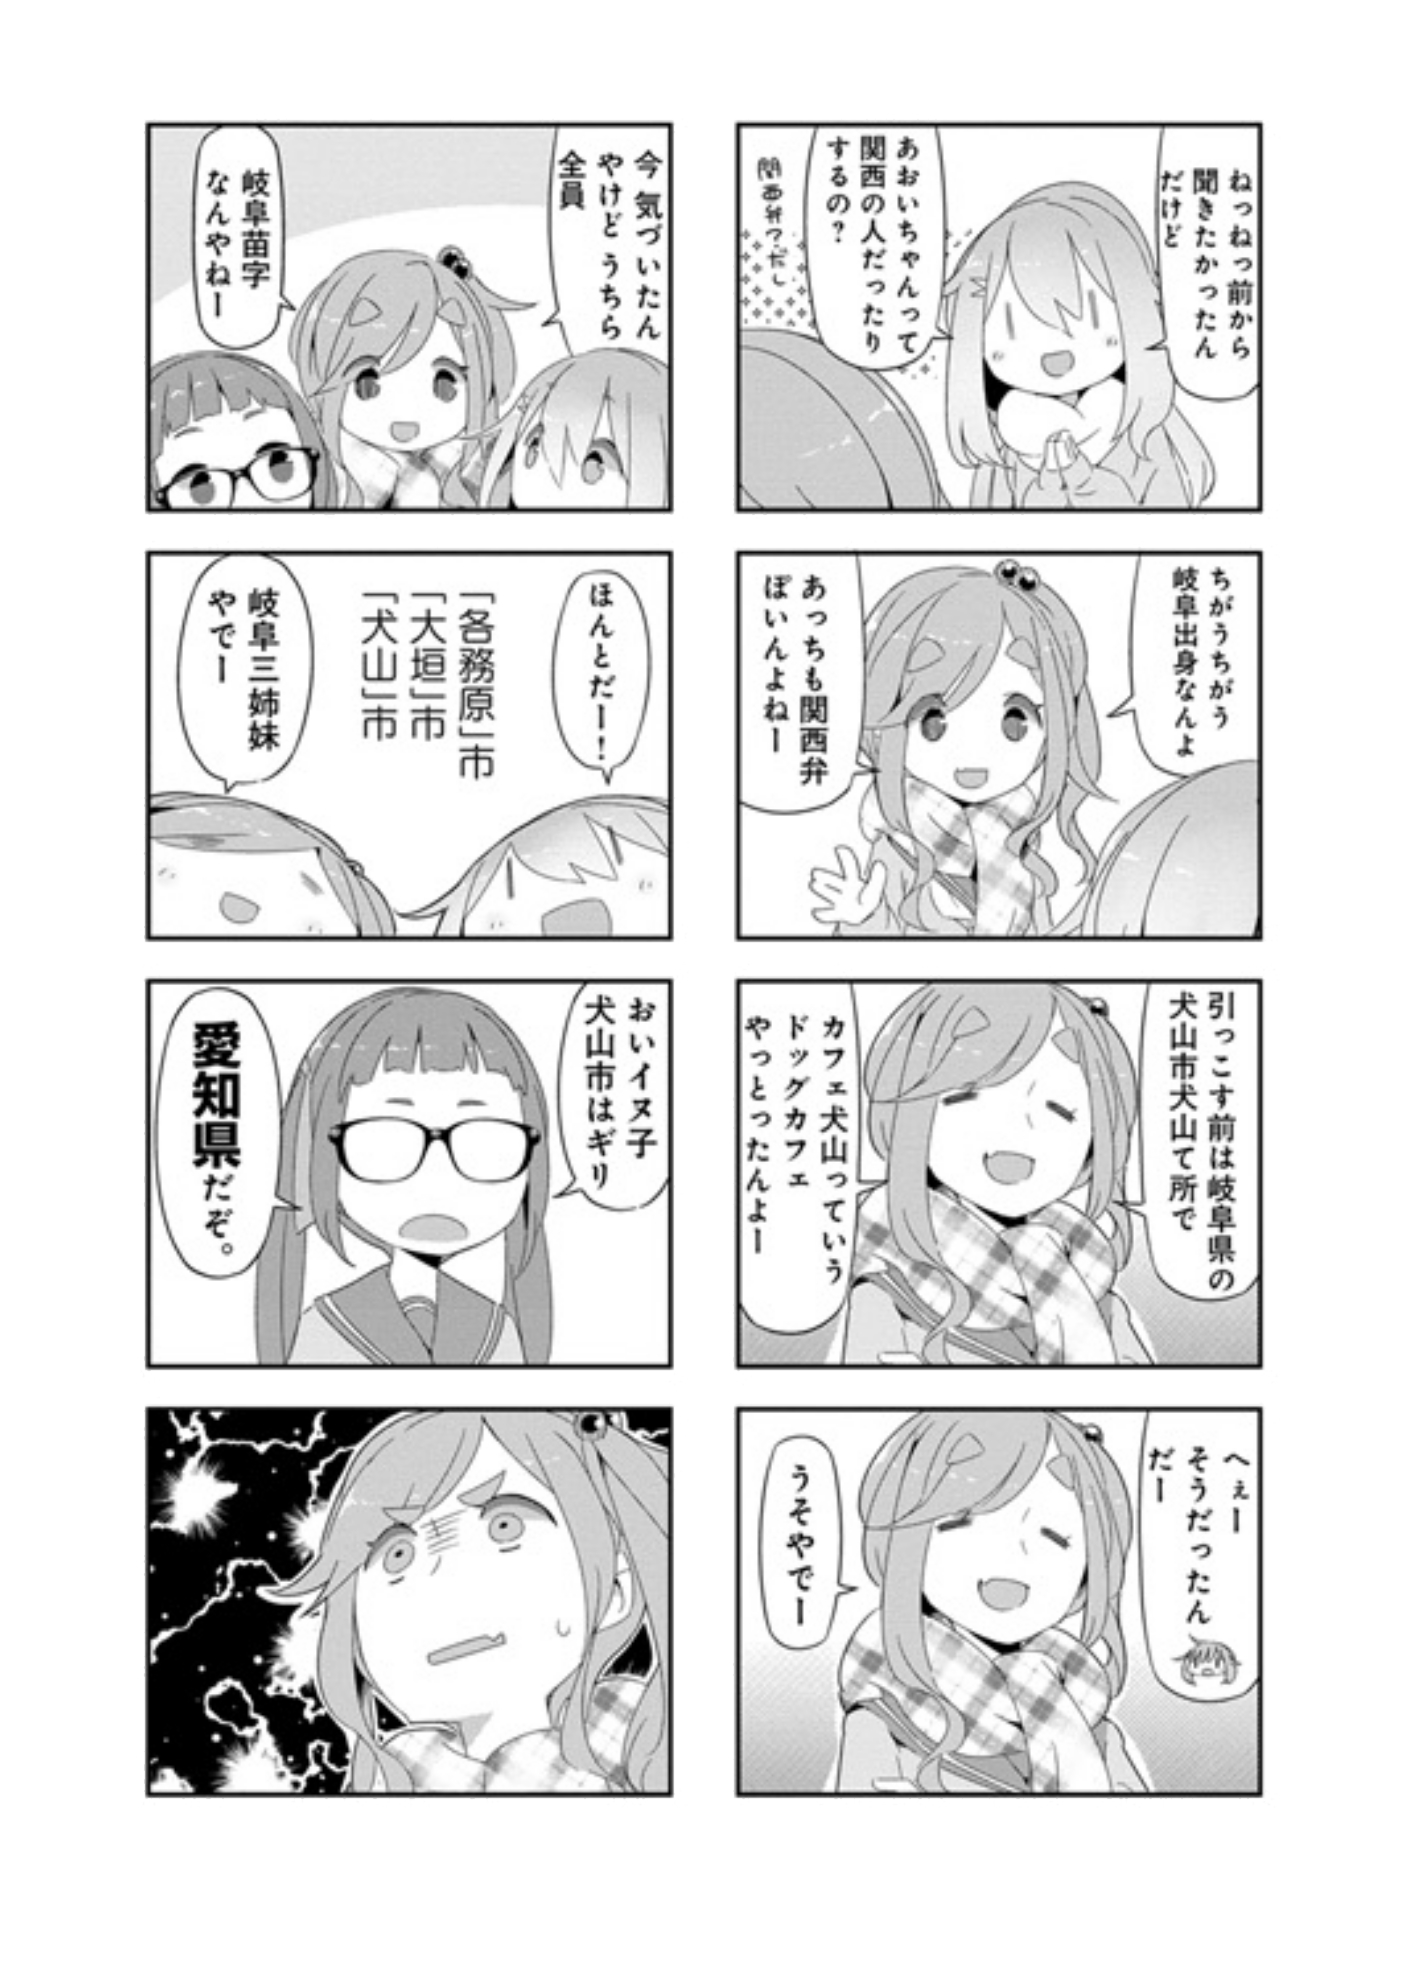 ねっねっ前から
聞きたかったん
だけど
あおいちゃんって
関西の人だったり
するの?
関西弁?だし
ちがうちがう
岐阜出身なんよ
あっちも関西弁
ぽいんよねー
引っこす前は岐阜県の
犬山市犬山て所で
カフェ犬山っていう
ドッグカフェ
やっとったんよー
へぇー
そうだったん
だー
うそやでー
今気づいたん
やけどうちら
全員
岐阜苗字
なんやねー
ほんとだー!
「各務原」市
「大垣」市
「犬山」市
岐阜三姉妹
やでー
おいイヌ子
犬山市はギリ
愛知県だぞ。